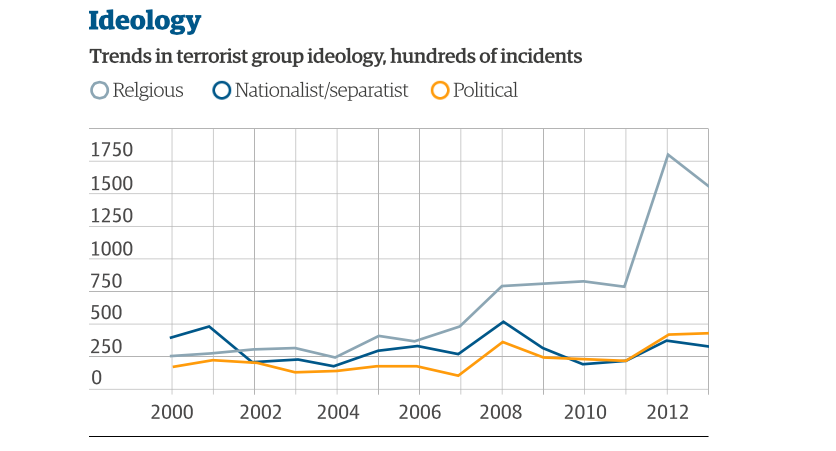 Ideology
Trends in terrorist group ideology, hundreds of incidents
Relgious Nationalist/separatist Political
1750
1500
1250
1000
750
500
250
0
2000 2002 2004 2006 2008 2010 2012